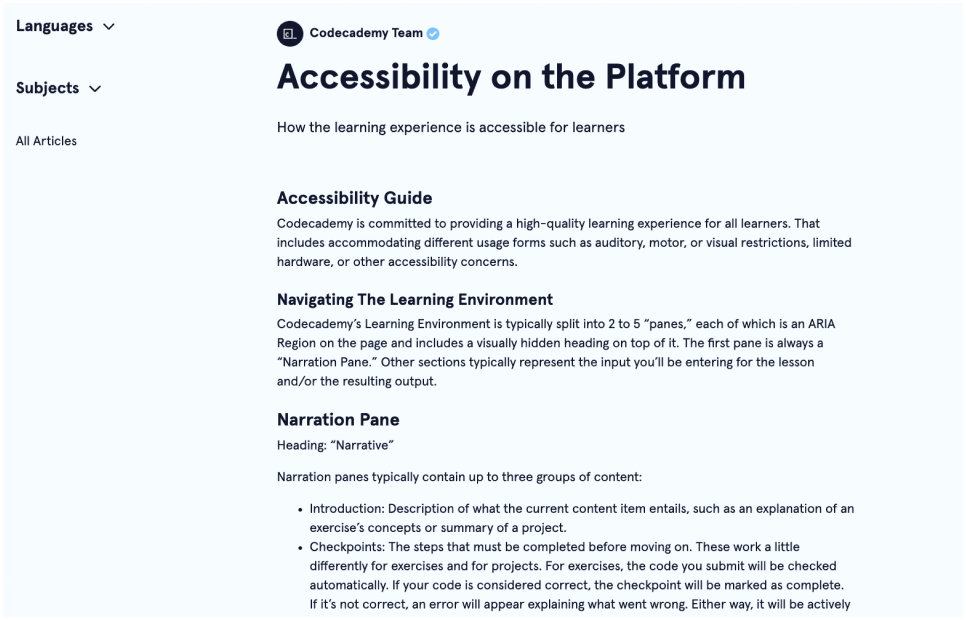 Languages
Subjects
All Articles
Codecademy Team
Accessibility on the Platform
How the learning experience is accessible for learners
Accessibility Guide
Codecademy is committed to providing a high-quality learning experience for all learners. That
includes accommodating different usage forms such as auditory, motor, or visual restrictions, limited
hardware, or other accessibility concerns.
Navigating The Learning Environment
Codecademy’s Learning Environment is typically split into 2 to 5 “panes,” each of which is an ARIA
Region on the page and includes a visually hidden heading on top of it. The first pane is always a
“Narration Pane.” Other sections typically represent the input you’ll be entering for the lesson
and/or the resulting output.
Narration Pane
Heading: “Narrative”
Narration panes typically contain up to three groups of content:
• Introduction: Description of what the current content item entails, such as an explanation of an
exercise’s concepts or summary of a project.
• Checkpoints: The steps that must be completed before moving on. These work a little
differently for exercises and for projects. For exercises, the code you submit will be checked
automatically. If your code is considered correct, the checkpoint will be marked as complete.
If it’s not correct, an error will appear explaining what went wrong. Either way, it will be actively